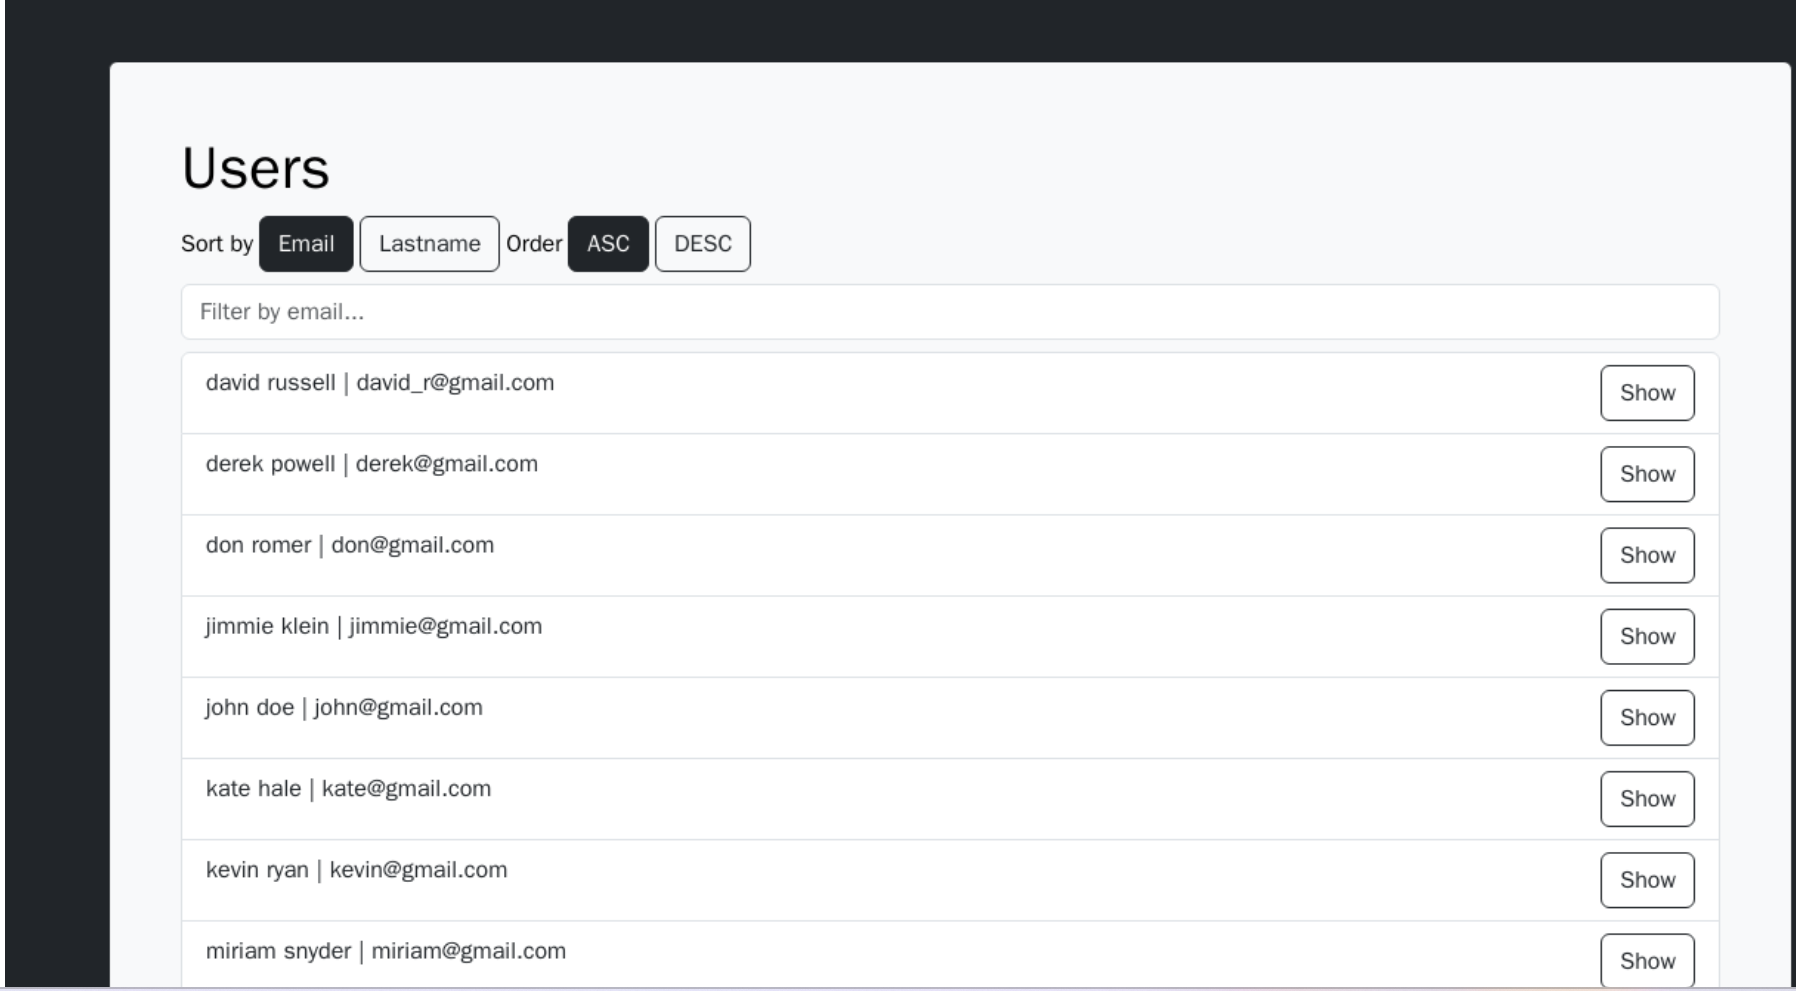 Users
Sort by Email Lastname Order ASC DESC
Filter by email...
david russell | david_r@gmail.com Show
derek powell | derek@gmail.com Show
don romer | don@gmail.com Show
jimmie klein | jimmie@gmail.com Show
john doe | john@gmail.com Show
kate hale | kate@gmail.com Show
kevin ryan | kevin@gmail.com Show
miriam snyder | miriam@gmail.com Show